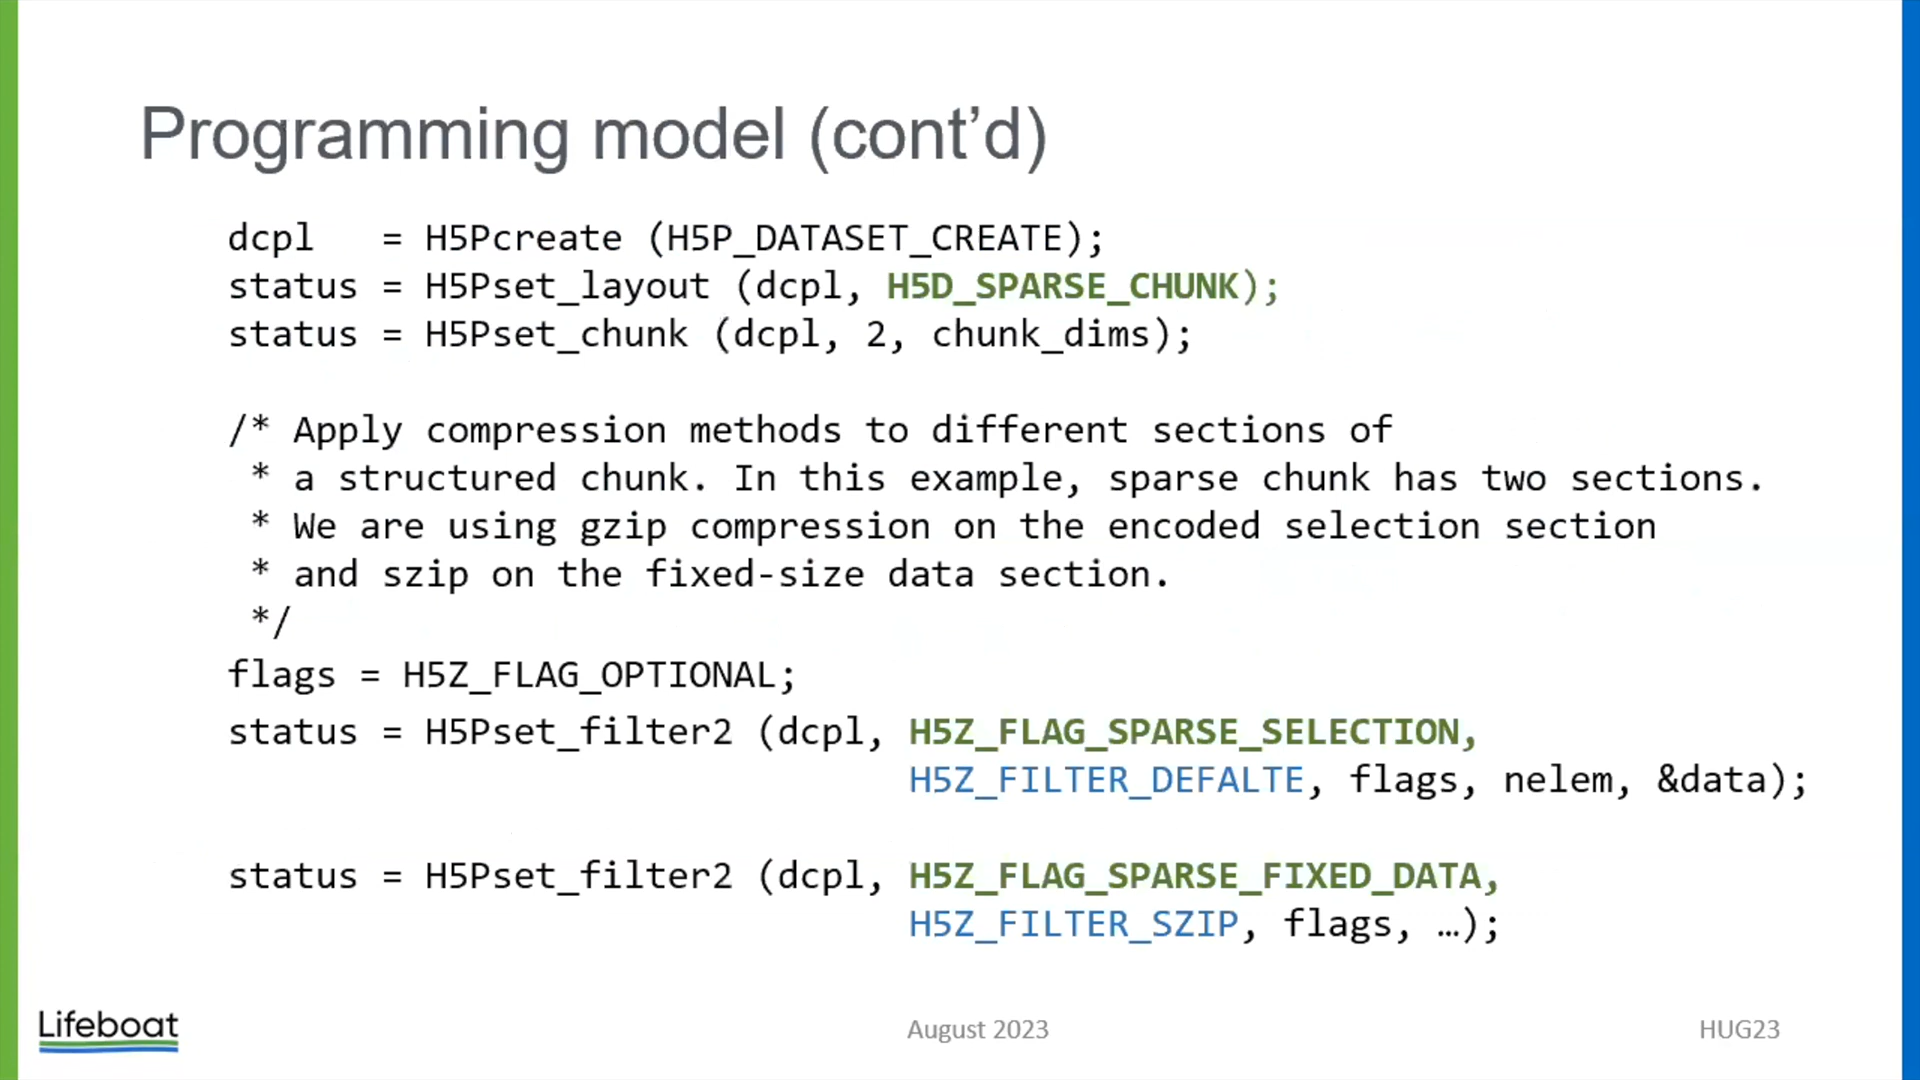 Programming model (cont’d)
dcpl   = H5Pcreate (H5P_DATASET_CREATE);
status = H5Pset_layout (dcpl, H5D_SPARSE_CHUNK);
status = H5Pset_chunk (dcpl, 2, chunk_dims);
/* Apply compression methods to different sections of
 * a structured chunk. In this example, sparse chunk has two sections.
 * We are using gzip compression on the encoded selection section
 * and szip on the fixed-size data section.
 */
flags = H5Z_FLAG_OPTIONAL;
status = H5Pset_filter2 (dcpl, H5Z_FLAG_SPARSE_SELECTION,
H5Z_FILTER_DEFALTE, flags, nelem, &data);
status = H5Pset_filter2 (dcpl, H5Z_FLAG_SPARSE_FIXED_DATA,
H5Z_FILTER_SZIP, flags, …);
Lifeboat
August 2023
HUG23